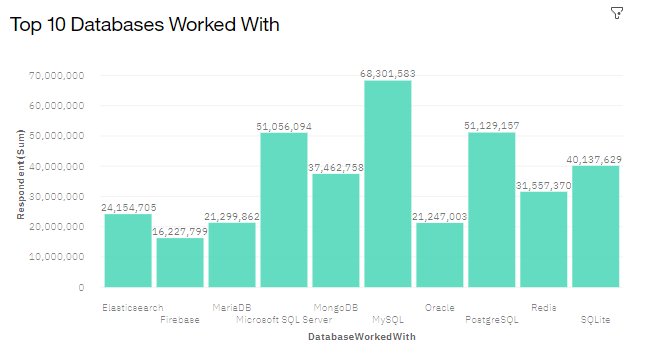 Top 10 Databases Worked With
70,000,000
60,000,000
50,000,000
40,000,000
30,000,000
20,000,000
10,000,000
0
Respondent (Sum)
24,154,705
16,227,799
21,299,862
51,056,094
37,462,758
68,301,583
21,247,003
51,129,157
31,557,370
40,137,629
Elasticsearch
Firebase
MariaDB
Microsoft SQL Server
MongoDB
MySQL
Oracle
PostgreSQL
Redis
SQLite
DatabaseWorkedWith